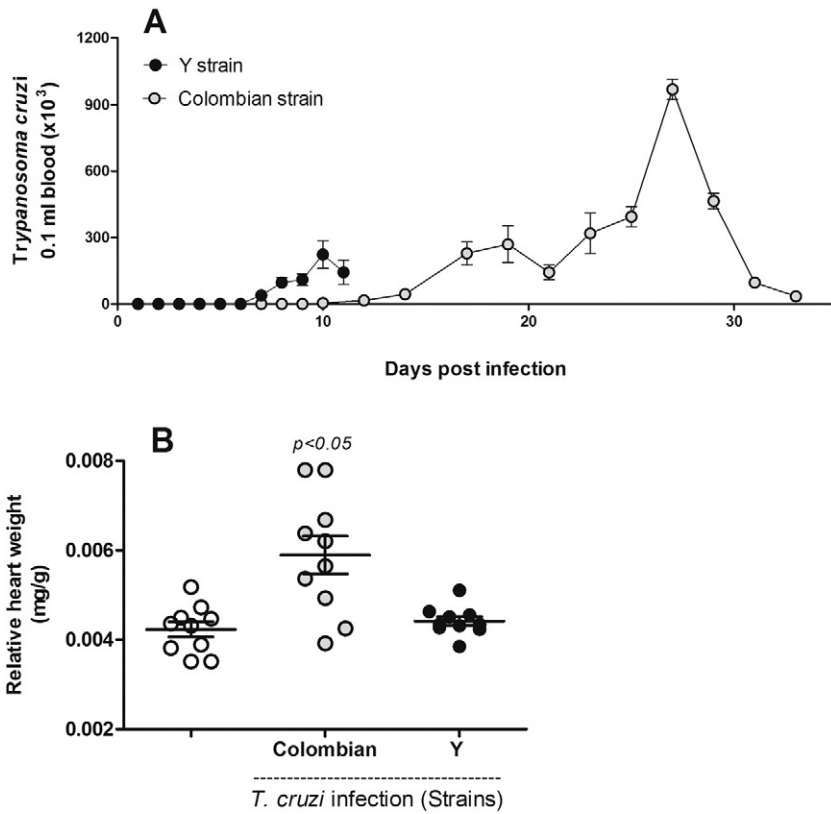 A
Trypanosoma cruzi
0.1 ml blood (x10³)
1200
900
600
300
0
Y strain
Colombian strain
0 10 20 30
Days post infection
B
p<0.05
Relative heart weight
(mg/g)
0.008
0.006
0.004
0.002
Colombian Y
T. cruzi infection (Strains)